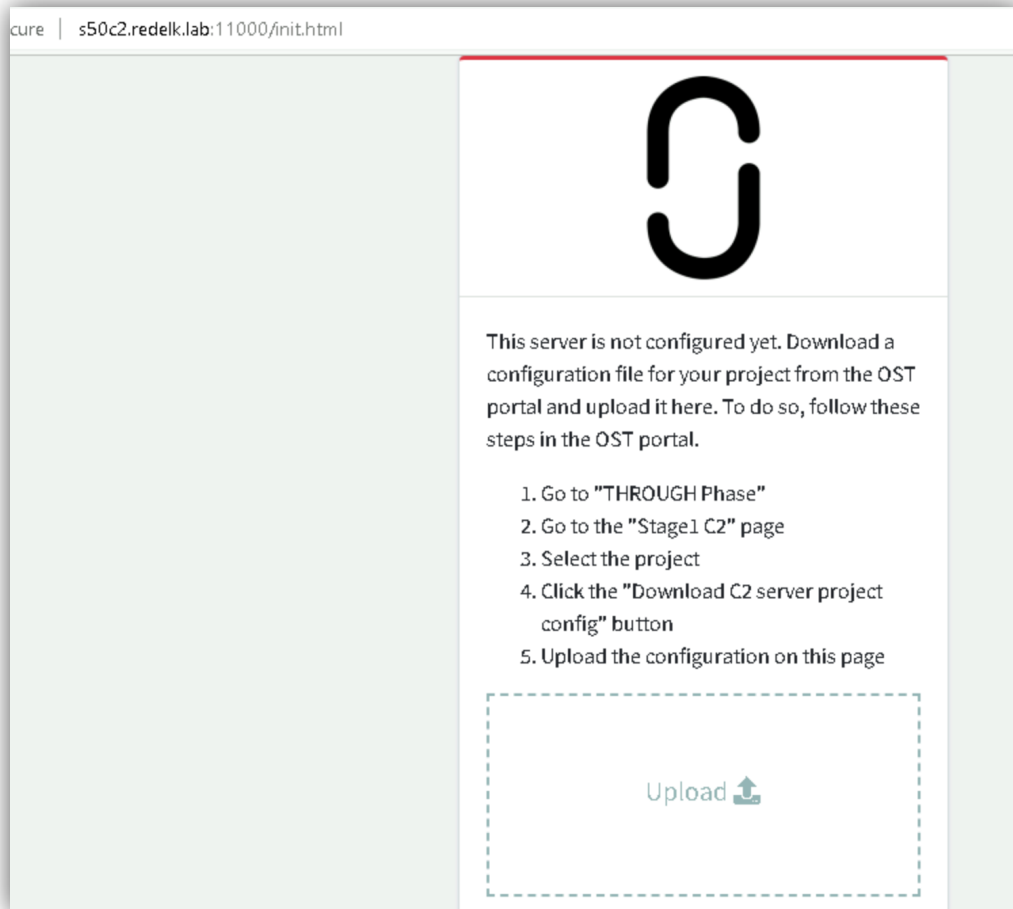 cure | s50c2.redelk.lab:11000/init.html
This server is not configured yet. Download a
configuration file for your project from the OST
portal and upload it here. To do so, follow these
steps in the OST portal.
1. Go to "THROUGH Phase"
2. Go to the "Stage1 C2" page
3. Select the project
4. Click the "Download C2 server project
config" button
5. Upload the configuration on this page
Upload